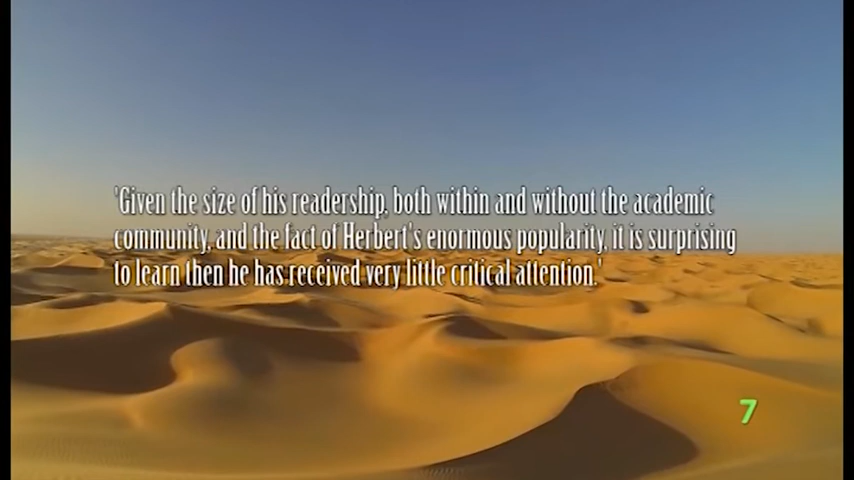 'Given the size of his readership, both within and without the academic
community, and the fact of Herbert's enormous popularity, it is surprising
to learn then he has received very little critical attention.'
7